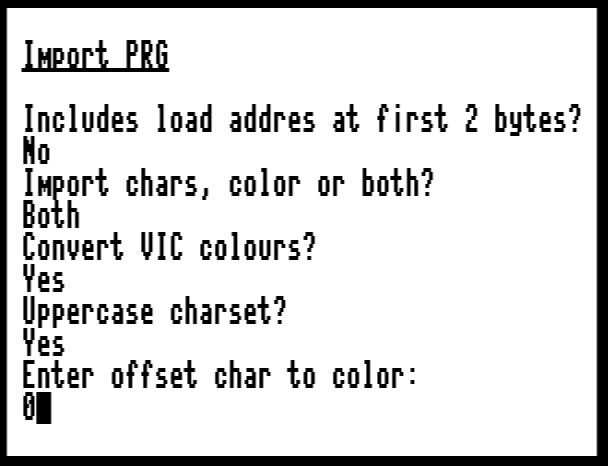 Import PRG
Includes load addres at first 2 bytes?
No
Import chars, color or both?
Both
Convert VIC colours?
Yes
Uppercase charset?
Yes
Enter offset char to color:
0